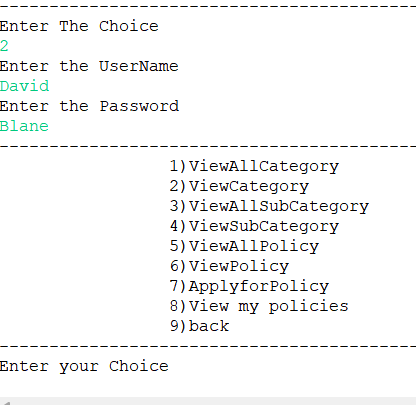 Enter The Choice
2
Enter the UserName
David
Enter the Password
Blane
1)ViewAllCategory
2)ViewCategory
3)ViewAllSubCategory
4)ViewSubCategory
5)ViewAllPolicy
6)ViewPolicy
7)ApplyforPolicy
8)View my policies
9)back
Enter your Choice